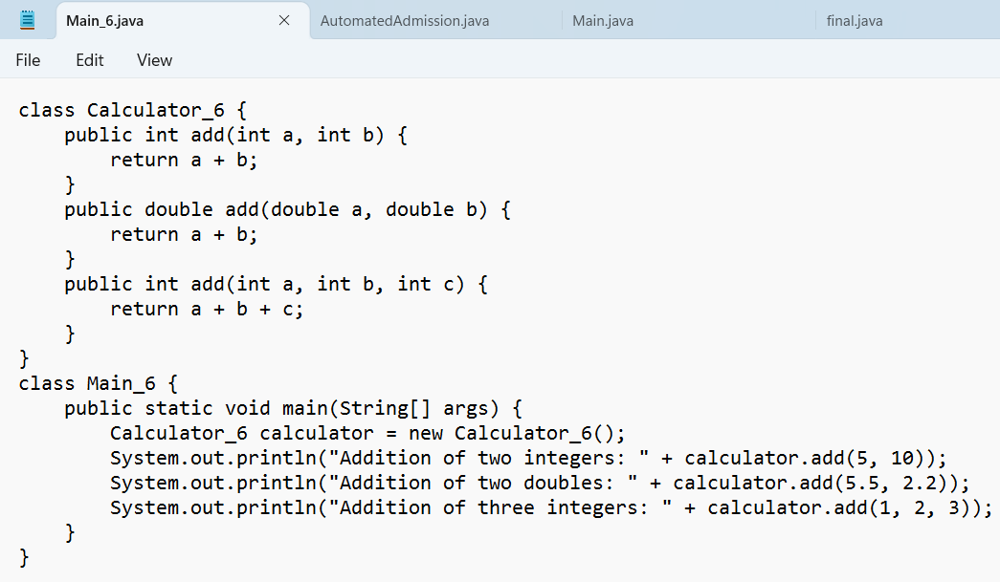 Main_6.java
AutomatedAdmission.java
Main.java
final.java
File Edit View
class Calculator_6 {
    public int add(int a, int b) {
        return a + b;
    }
    public double add(double a, double b) {
        return a + b;
    }
    public int add(int a, int b, int c) {
        return a + b + c;
    }
}
class Main_6 {
    public static void main(String[] args) {
        Calculator_6 calculator = new Calculator_6();
        System.out.println("Addition of two integers: " + calculator.add(5, 10));
        System.out.println("Addition of two doubles: " + calculator.add(5.5, 2.2));
        System.out.println("Addition of three integers: " + calculator.add(1, 2, 3));
    }
}